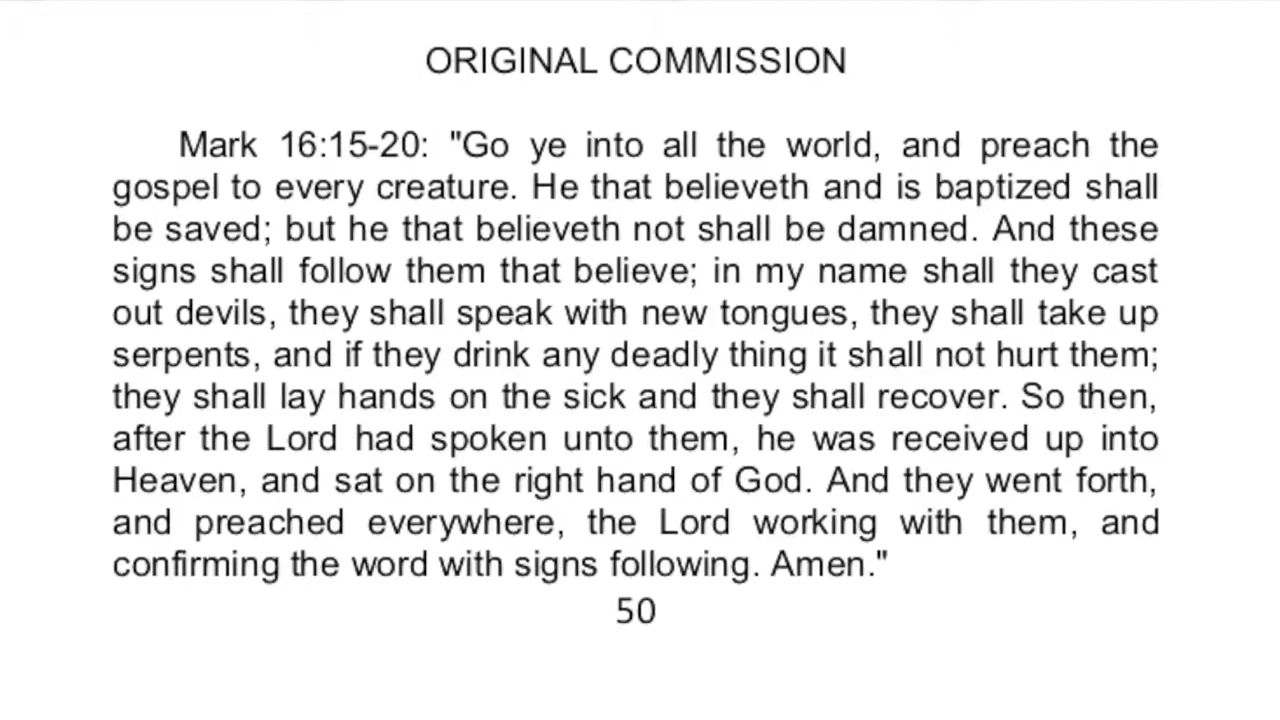 ORIGINAL COMMISSION
Mark 16:15-20: "Go ye into all the world, and preach the
gospel to every creature. He that believeth and is baptized shall
be saved; but he that believeth not shall be damned. And these
signs shall follow them that believe; in my name shall they cast
out devils, they shall speak with new tongues, they shall take up
serpents, and if they drink any deadly thing it shall not hurt them;
they shall lay hands on the sick and they shall recover. So then,
after the Lord had spoken unto them, he was received up into
Heaven, and sat on the right hand of God. And they went forth,
and preached everywhere, the Lord working with them, and
confirming the word with signs following. Amen."
50